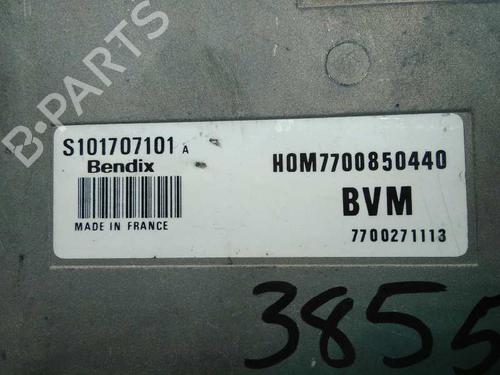 B-PARTS
S101707101 A
Bendix
MADE IN FRANCE
HOM7700850440
BVM
7700271113
3855